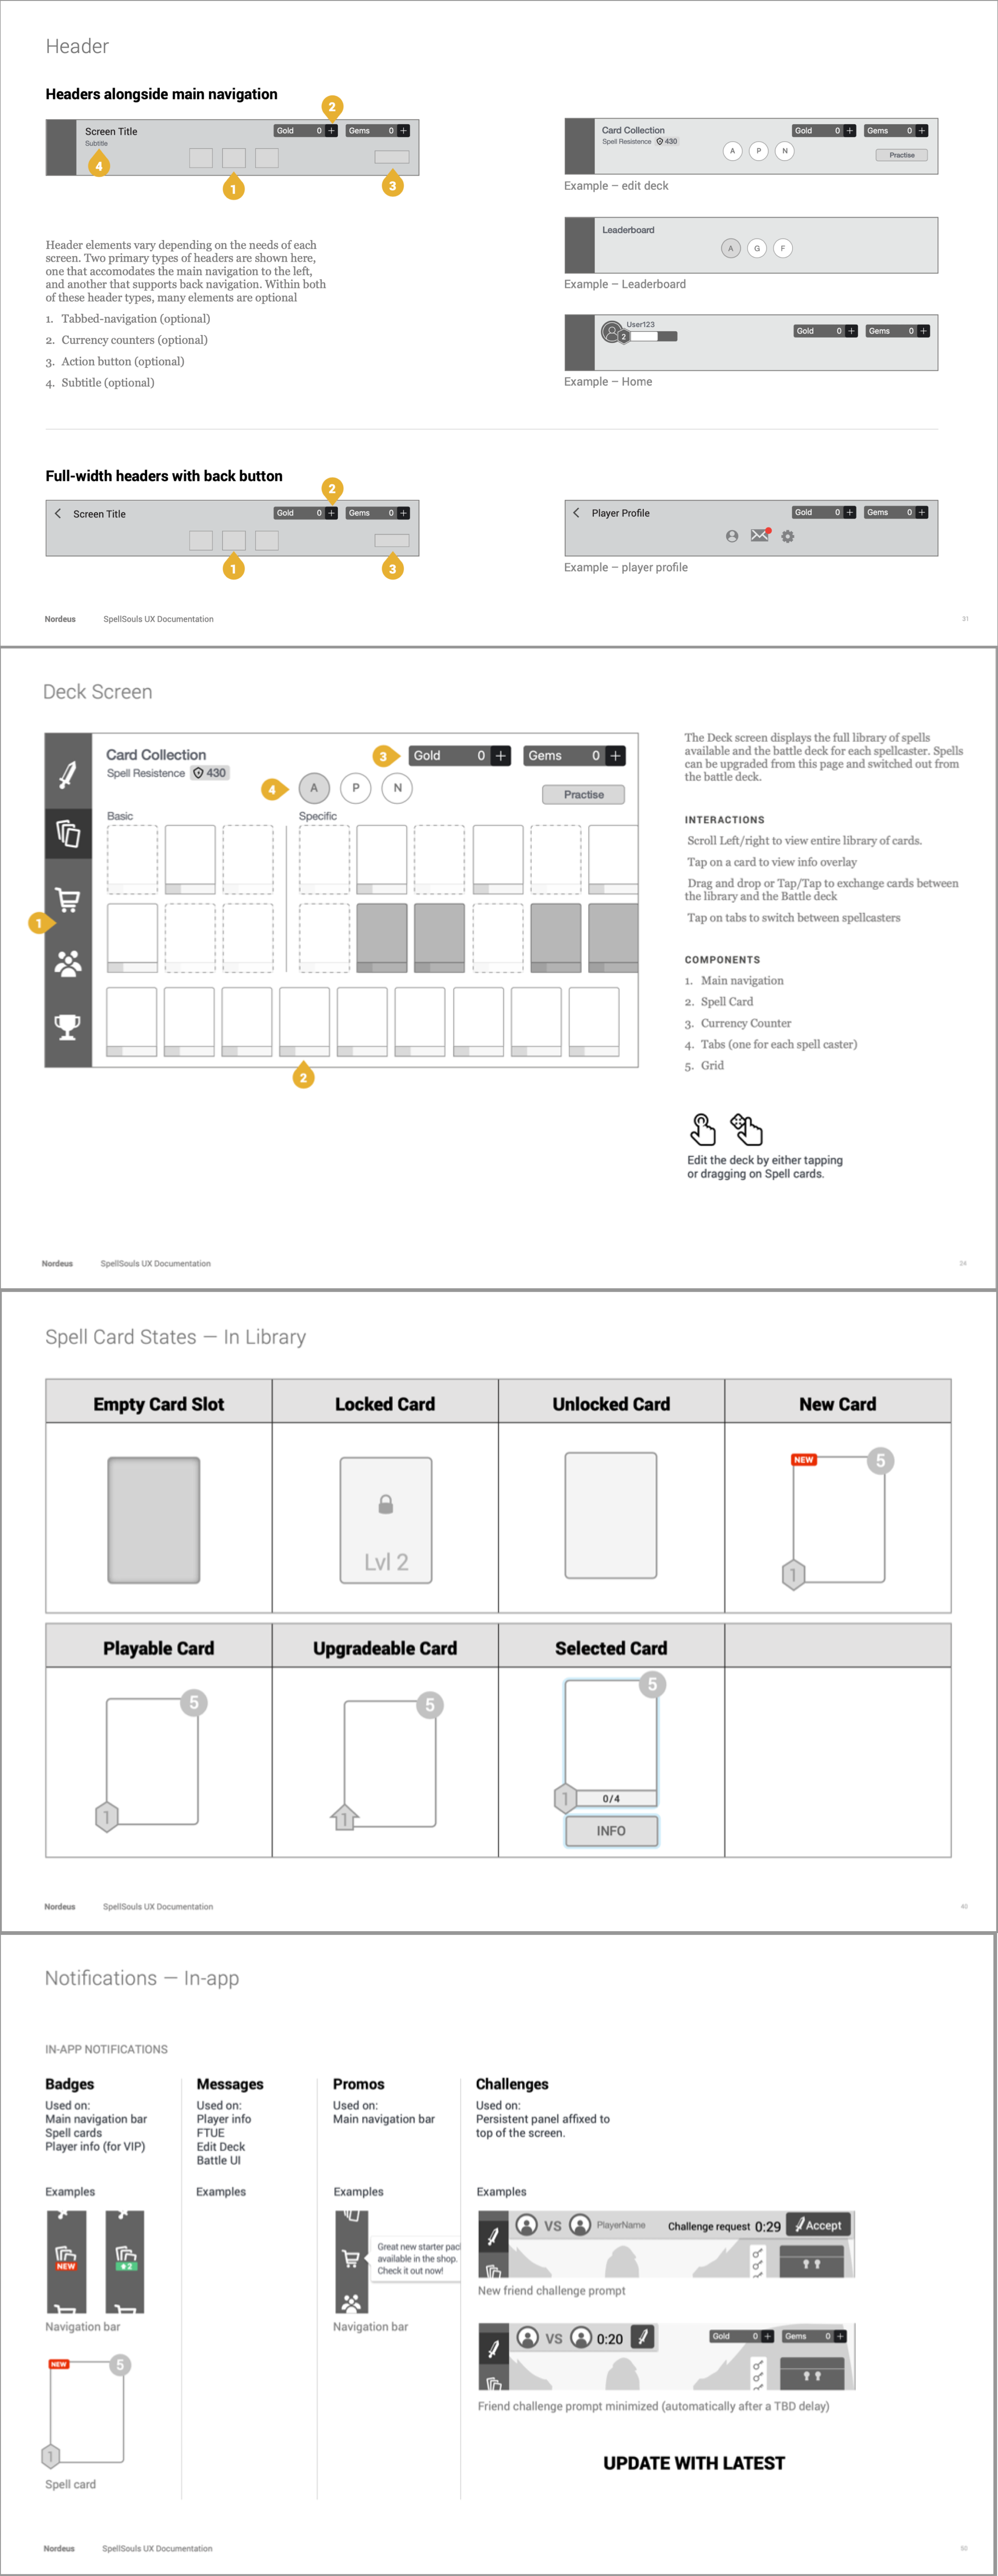 Header
Headers alongside main navigation
2
Screen Title
Subtitle
Gold 0 +
Gems 0 +
4
1
3
Header elements vary depending on the needs of each
screen. Two primary types of headers are shown here,
one that accomodates the main navigation to the left,
and another that supports back navigation. Within both
of these header types, many elements are optional
1. Tabbed-navigation (optional)
2. Currency counters (optional)
3. Action button (optional)
4. Subtitle (optional)
Card Collection
Spell Resistence 430
A P N
Gold 0 +
Gems 0 +
Practise
Example – edit deck
Leaderboard
A G F
Example – Leaderboard
User123
2
Gold 0 +
Gems 0 +
Example – Home
Full-width headers with back button
2
Screen Title
Gold 0 +
Gems 0 +
1
3
Player Profile
Gold 0 +
Gems 0 +
Example – player profile
Nordeus SpellSouls UX Documentation 31
Deck Screen
Card Collection
Spell Resistence 430
3
Gold 0 +
Gems 0 +
4
A P N
Practise
Basic
Specific
1
2
The Deck screen displays the full library of spells
available and the battle deck for each spellcaster. Spells
can be upgraded from this page and switched out from
the battle deck.
INTERACTIONS
Scroll Left/right to view entire library of cards.
Tap on a card to view info overlay
Drag and drop or Tap/Tap to exchange cards between
the library and the Battle deck
Tap on tabs to switch between spellcasters
COMPONENTS
1. Main navigation
2. Spell Card
3. Currency Counter
4. Tabs (one for each spell caster)
5. Grid
Edit the deck by either tapping
or dragging on Spell cards.
Nordeus SpellSouls UX Documentation 24
Spell Card States — In Library
Empty Card Slot
Locked Card
Unlocked Card
New Card
Lvl 2
NEW
5
1
Playable Card
Upgradeable Card
Selected Card
5
1
5
1
5
1
0/4
INFO
Nordeus SpellSouls UX Documentation
Notifications — In-app
IN-APP NOTIFICATIONS
Badges
Used on:
Main navigation bar
Spell cards
Player info (for VIP)
Examples
NEW
2
Navigation bar
NEW
5
1
Spell card
Messages
Used on:
Player info
FTUE
Edit Deck
Battle UI
Examples
Promos
Used on:
Main navigation bar
Examples
Great new starter pac
available in the shop.
Check it out now!
Navigation bar
Challenges
Used on:
Persistent panel affixed to
top of the screen.
Examples
VS PlayerName Challenge request 0:29 Accept
New friend challenge prompt
VS 0:20
Gold 0 +
Gems 0 +
Friend challenge prompt minimized (automatically after a TBD delay)
UPDATE WITH LATEST
Nordeus SpellSouls UX Documentation